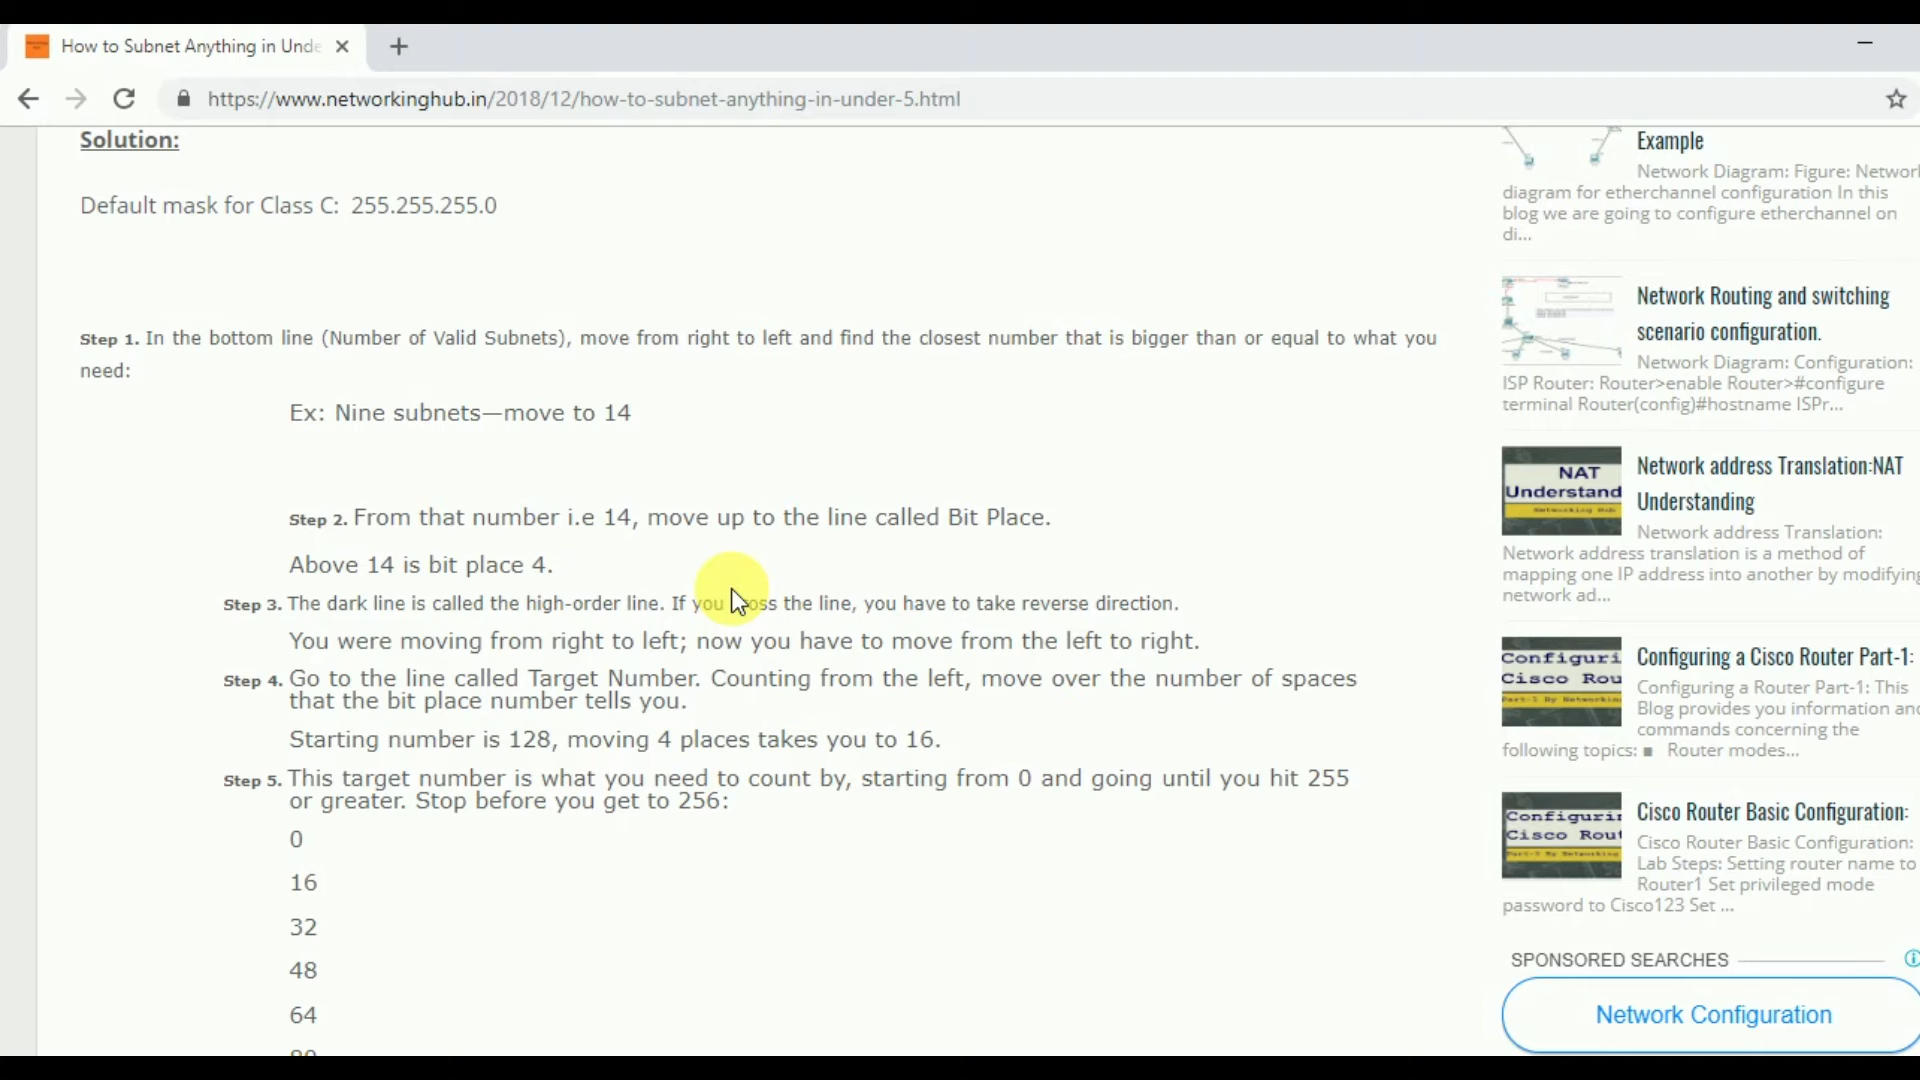 How to Subnet Anything in Unde
https://www.networkinghub.in/2018/12/how-to-subnet-anything-in-under-5.html
Solution:
Default mask for Class C: 255.255.255.0
Step 1. In the bottom line (Number of Valid Subnets), move from right to left and find the closest number that is bigger than or equal to what you
need:
Ex: Nine subnets—move to 14
Step 2. From that number i.e 14, move up to the line called Bit Place.
Above 14 is bit place 4.
Step 3. The dark line is called the high-order line. If you the line, you have to take reverse direction.
You were moving from right to left; now you have to move from the left to right.
Step 4. Go to the line called Target Number. Counting from the left, move over the number of spaces
that the bit place number tells you.
Starting number is 128, moving 4 places takes you to 16.
Step 5. This target number is what you need to count by, starting from 0 and going until you hit 255
or greater. Stop before you get to 256:
0
16
32
48
64
Example
Network Diagram: Figure: Network
diagram for etherchannel configuration In this
blog we are going to configure etherchannel on
di...
Network Routing and switching
scenario configuration.
Network Diagram: Configuration:
ISP Router: Router>enable Router>#configure
terminal Router(config)#hostname ISPr...
NAT
Understand
Networking Hub
Network address Translation:NAT
Understanding
Network address Translation:
Network address translation is a method of
mapping one IP address into another by modifying
network ad...
Configuri
Cisco Rou
Part-1 By Networkin
Configuring a Cisco Router Part-1:
Configuring a Router Part-1: This
Blog provides you information and
commands concerning the
following topics: ■ Router modes...
Configurin
Cisco Rout
Cisco Router Basic Configuration:
Cisco Router Basic Configuration:
Lab Steps: Setting router name to
Router1 Set privileged mode
password to Cisco123 Set ...
SPONSORED SEARCHES
Network Configuration